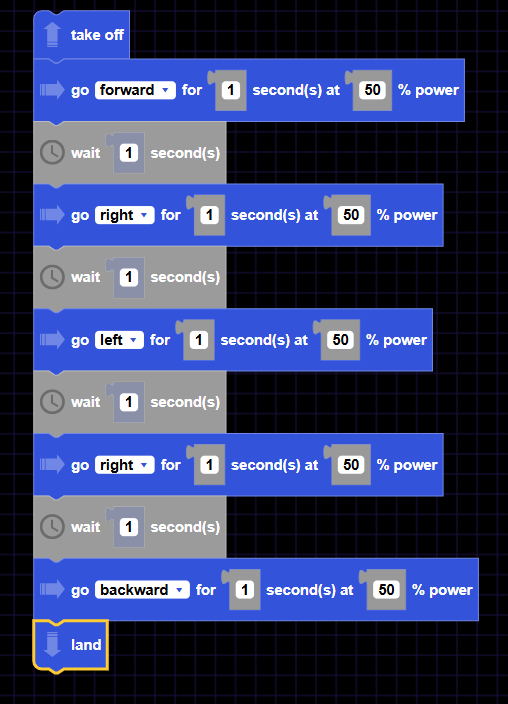 take off
go forward for 1 second(s) at 50 % power
wait 1 second(s)
go right for 1 second(s) at 50 % power
wait 1 second(s)
go left for 1 second(s) at 50 % power
wait 1 second(s)
go right for 1 second(s) at 50 % power
wait 1 second(s)
go backward for 1 second(s) at 50 % power
land